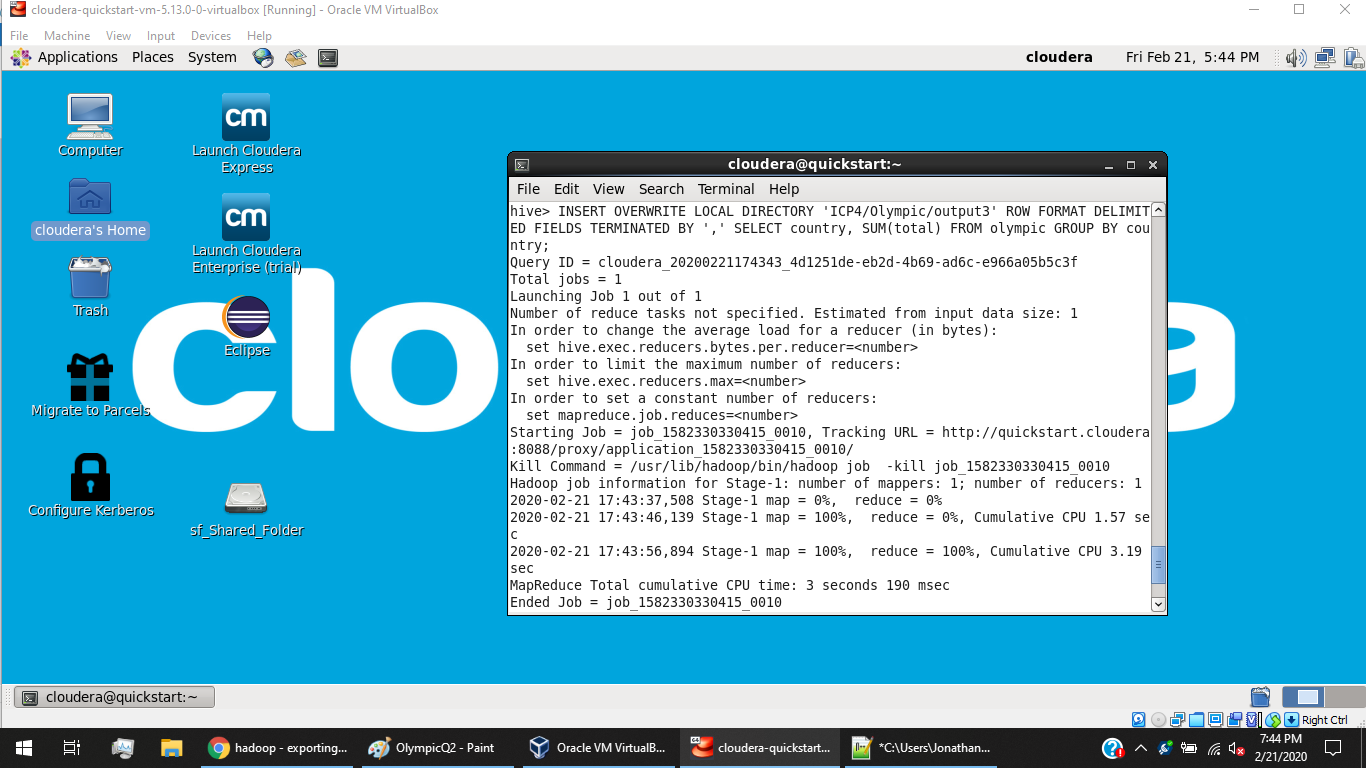 cloudera-quickstart-vm-5.13.0-0-virtualbox [Running] - Oracle VM VirtualBox
File Machine View Input Devices Help
Applications Places System cloudera Fri Feb 21, 5:44 PM
Computer
cm
Launch Cloudera
Express
cloudera's Home
cm
Launch Cloudera
Enterprise (trial)
Trash
Eclipse
Migrate to Parcels
Configure Kerberos
sf_Shared_Folder
clo
a
cloudera@quickstart:~
File Edit View Search Terminal Help
hive> INSERT OVERWRITE LOCAL DIRECTORY 'ICP4/Olympic/output3' ROW FORMAT DELIMIT
ED FIELDS TERMINATED BY ',' SELECT country, SUM(total) FROM olympic GROUP BY cou
ntry;
Query ID = cloudera_20200221174343_4d1251de-eb2d-4b69-ad6c-e966a05b5c3f
Total jobs = 1
Launching Job 1 out of 1
Number of reduce tasks not specified. Estimated from input data size: 1
In order to change the average load for a reducer (in bytes):
  set hive.exec.reducers.bytes.per.reducer=<number>
In order to limit the maximum number of reducers:
  set hive.exec.reducers.max=<number>
In order to set a constant number of reducers:
  set mapreduce.job.reduces=<number>
Starting Job = job_1582330330415_0010, Tracking URL = http://quickstart.cloudera
:8088/proxy/application_1582330330415_0010/
Kill Command = /usr/lib/hadoop/bin/hadoop job  -kill job_1582330330415_0010
Hadoop job information for Stage-1: number of mappers: 1; number of reducers: 1
2020-02-21 17:43:37,508 Stage-1 map = 0%,  reduce = 0%
2020-02-21 17:43:46,139 Stage-1 map = 100%,  reduce = 0%, Cumulative CPU 1.57 se
c
2020-02-21 17:43:56,894 Stage-1 map = 100%,  reduce = 100%, Cumulative CPU 3.19
sec
MapReduce Total cumulative CPU time: 3 seconds 190 msec
Ended Job = job_1582330330415_0010
cloudera@quickstart:~
Right Ctrl
hadoop - exporting... OlympicQ2 - Paint Oracle VM VirtualB... cloudera-quickstart... *C:\Users\Jonathan...
7:44 PM
2/21/2020